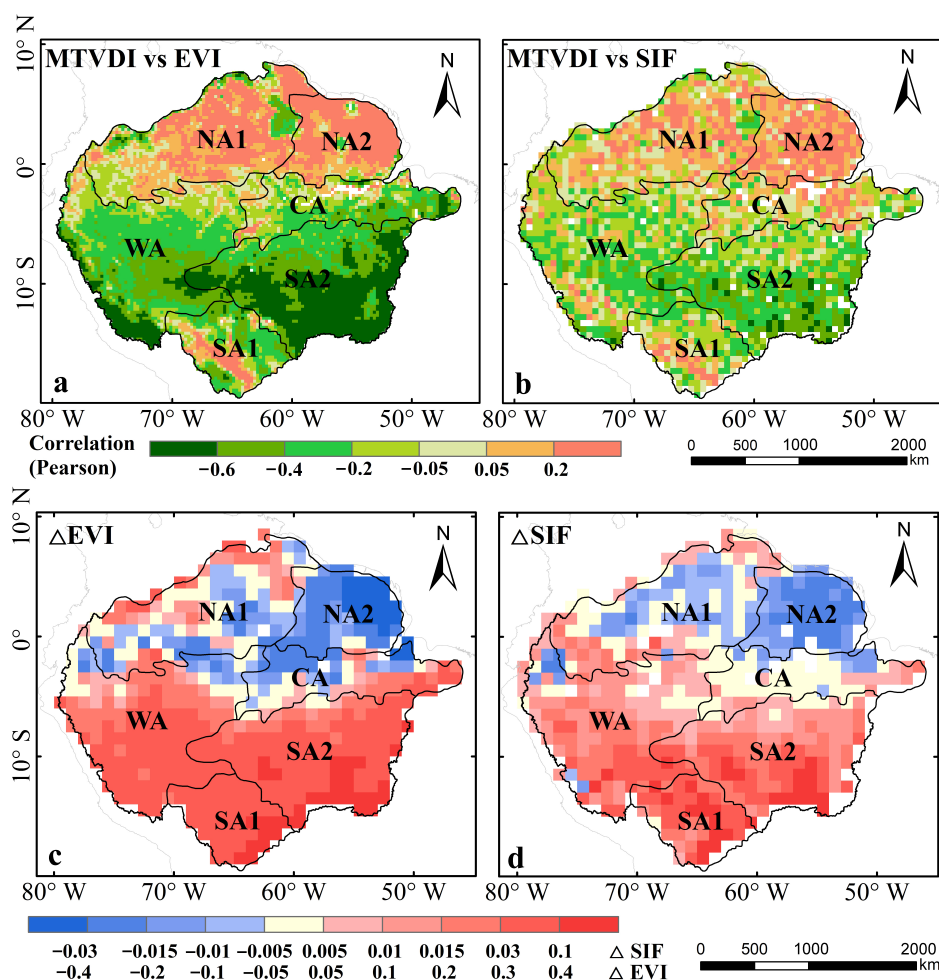 10° N
MTVDI vs EVI
N
MTVDI vs SIF
N
NA1
NA2
NA1
NA2
0°
CA
CA
WA
WA
SA2
SA2
10° S
SA1
SA1
a
b
80° W
70° W
60° W
50° W
80° W
70° W
60° W
50° W
Correlation
(Pearson)
−0.6
−0.4
−0.2
−0.05
0.05
0.2
0
500
1000
2000
km
10° N
△EVI
N
△SIF
N
NA1
NA2
NA1
NA2
0°
CA
CA
WA
WA
SA2
SA2
10° S
SA1
SA1
c
d
80° W
70° W
60° W
50° W
80° W
70° W
60° W
50° W
−0.03 −0.015 −0.01 −0.005 0.005 0.01 0.015 0.03 0.1 △ SIF
−0.4 −0.2 −0.1 −0.05 0.05 0.1 0.2 0.3 0.4 △ EVI
0
500
1000
2000
km